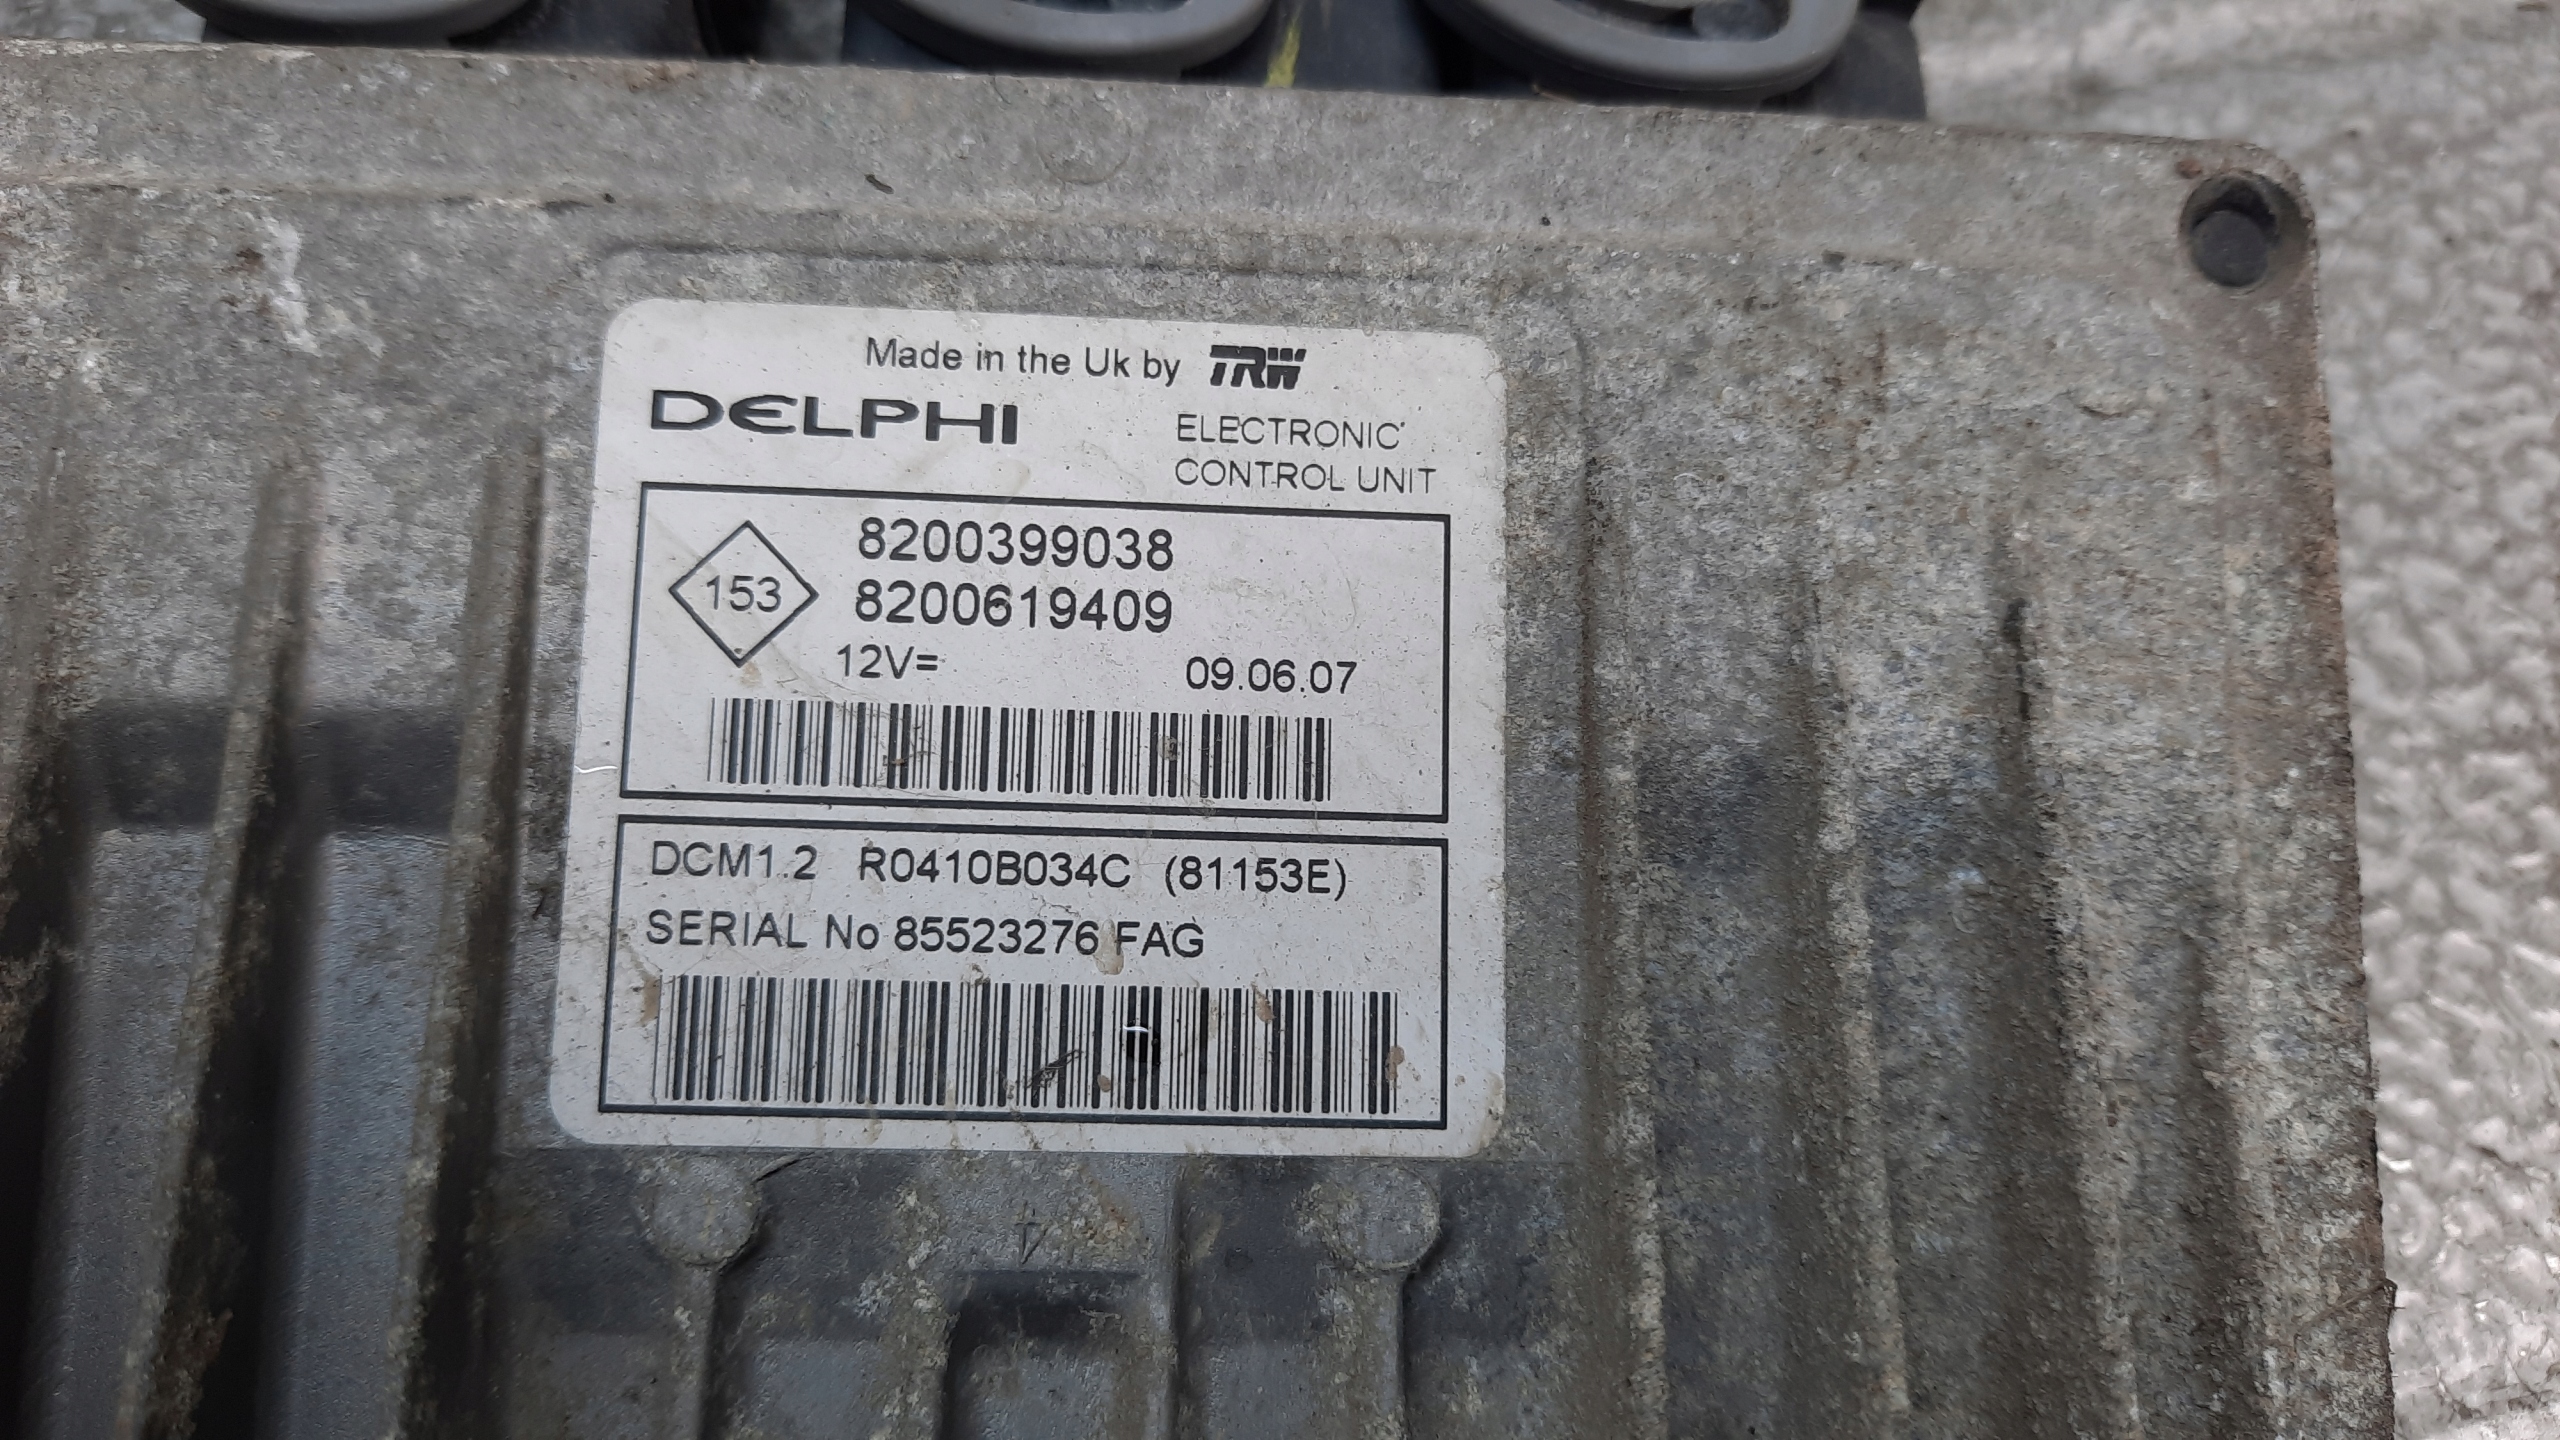 Made in the Uk by TRW
DELPHI
ELECTRONIC
CONTROL UNIT
153
8200399038
8200619409
12V=
09.06.07
DCM1.2 R0410B034C (81153E)
SERIAL No 85523276 FAG